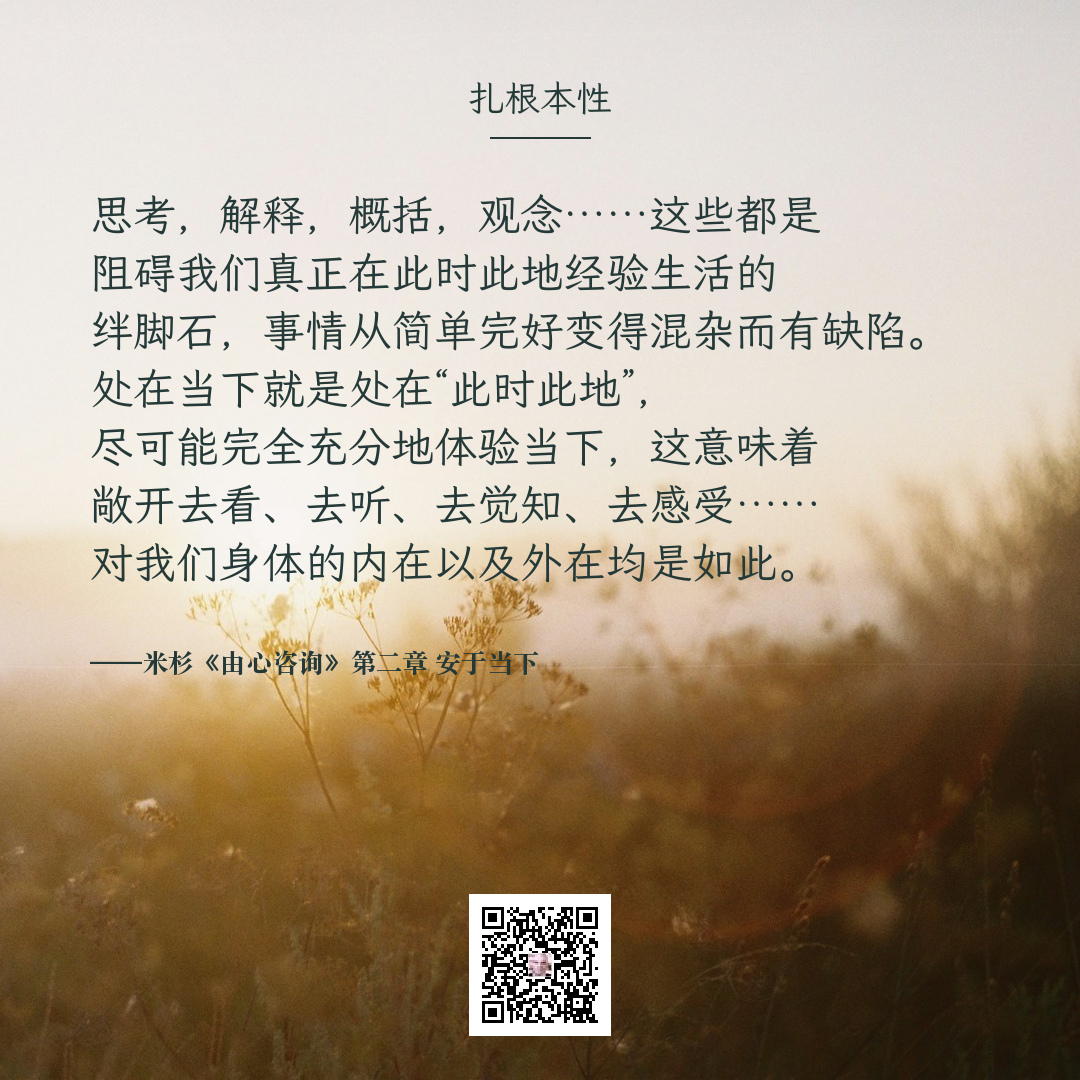 扎根本性
思考，解释，概括，观念……这些都是
阻碍我们真正在此时此地经验生活的
绊脚石，事情从简单完好变得混杂而有缺陷。
处在当下就是处在“此时此地”，
尽可能完全充分地体验当下，这意味着
敞开去看、去听、去觉知、去感受……
对我们身体的内在以及外在均是如此。
——米杉《由心咨询》第二章 安于当下